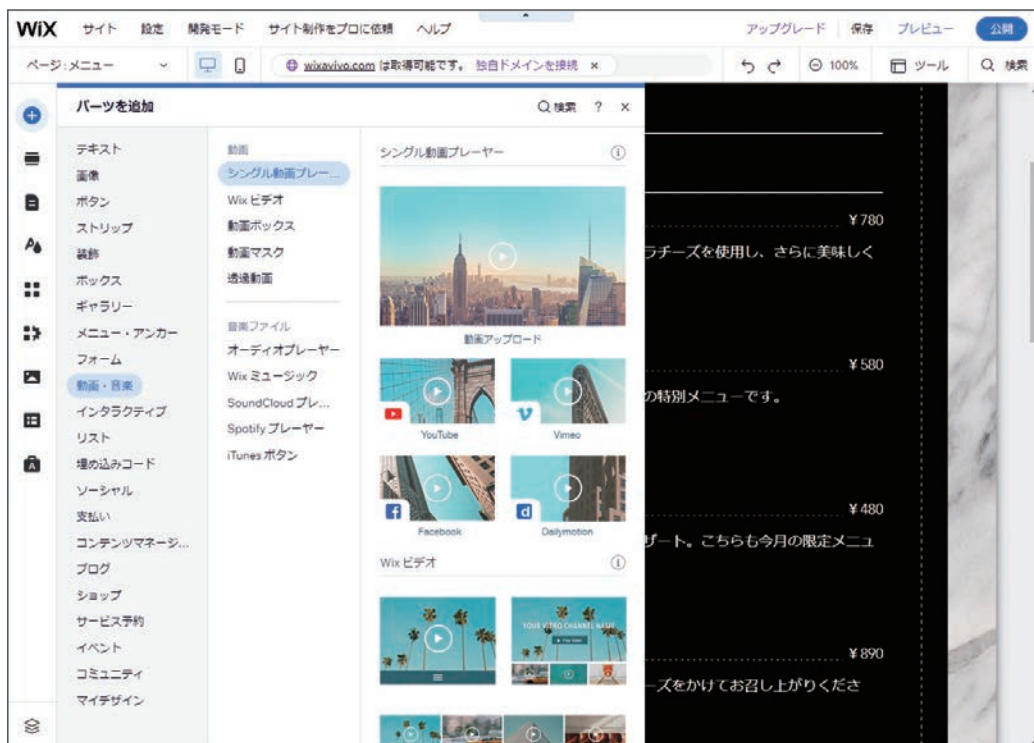 WiX サイト 設定 開発モード サイト制作をプロに依頼 ヘルプ アップグレード 保存 プレビュー 公開
ページ:メニュー wixavivo.com は取得可能です。 独自ドメインを接続 × 100% ツール 検索
パーツを追加 検索 ? ×
テキスト
画像
ボタン
ストリップ
装飾
ボックス
ギャラリー
メニュー・アンカー
フォーム
動画・音楽
インタラクティブ
リスト
埋め込みコード
ソーシャル
支払い
コンテンツマネージ...
ブログ
ショップ
サービス予約
イベント
コミュニティ
マイデザイン
動画
シングル動画プレー...
Wix ビデオ
動画ボックス
動画マスク
透過動画
音楽ファイル
オーディオプレーヤー
Wix ミュージック
SoundCloud プレ...
Spotify プレーヤー
iTunes ボタン
シングル動画プレーヤー
動画アップロード
YouTube Vimeo
Facebook Dailymotion
Wix ビデオ
YOUR VIDEO CHANNEL NAME
Play Video
¥780
ラチーズを使用し、さらに美味しく
¥580
の特別メニューです。
¥480
ザート。こちらも今月の限定メニュ
¥890
ーズをかけてお召し上がりくださ